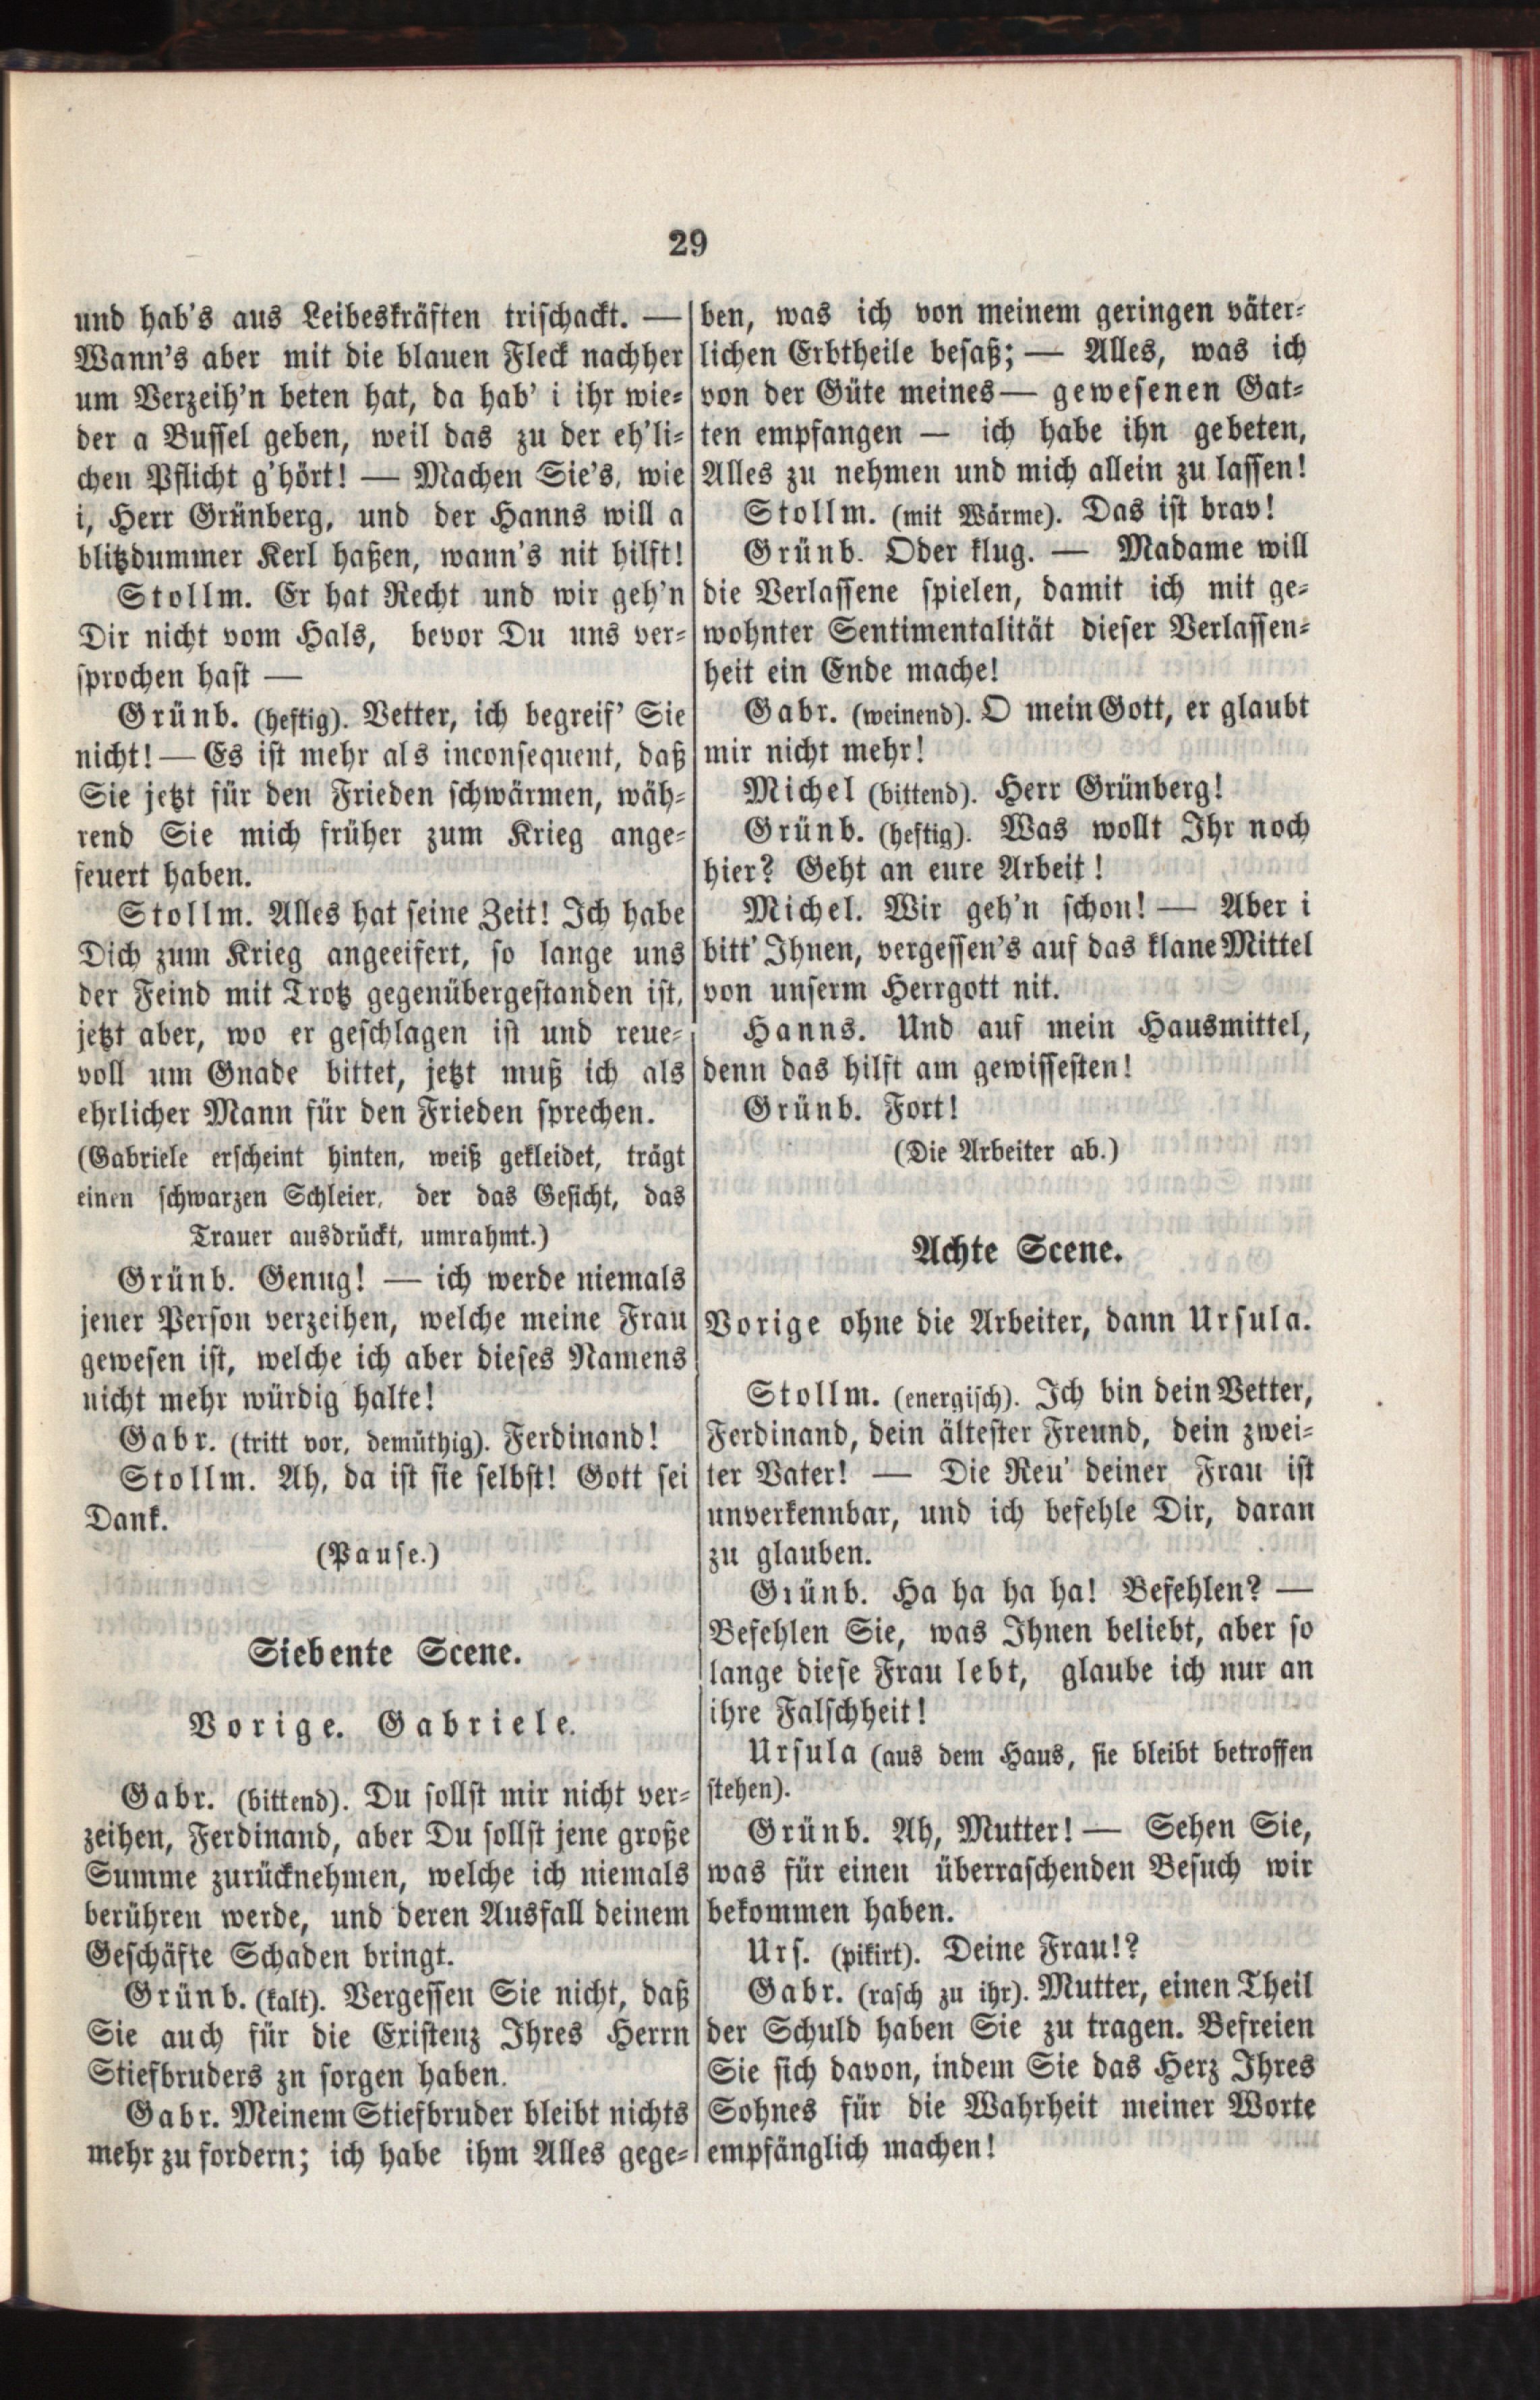 29
und hab's aus Leibeskräften trischackt. —
Wann's aber mit die blauen Fleck nachher
um Verzeih'n beten hat, da hab' i ihr wie-
der a Bussel geben, weil das zu der eh'li-
chen Pflicht g'hört! — Machen Sie's, wie
i, Herr Grünberg, und der Hanns will a
blitzdummer Kerl haßen, wann's nit hilft!
Stollm. Er hat Recht und wir geh'n
Dir nicht vom Hals, bevor Du uns ver-
sprochen hast —
Grünb. (heftig). Vetter, ich begreif' Sie
nicht! — Es ist mehr als inconsequent, daß
Sie jetzt für den Frieden schwärmen, wäh-
rend Sie mich früher zum Krieg ange-
feuert haben.
Stollm. Alles hat seine Zeit! Ich habe
Dich zum Krieg angeeifert, so lange uns
der Feind mit Trotz gegenübergestanden ist,
jetzt aber, wo er geschlagen ist und reue-
voll um Gnade bittet, jetzt muß ich als
ehrlicher Mann für den Frieden sprechen.
(Gabriele erscheint hinten, weiß gekleidet, trägt
einen schwarzen Schleier, der das Gesicht, das
Trauer ausdrückt, umrahmt.)
Grünb. Genug! — ich werde niemals
jener Person verzeihen, welche meine Frau
gewesen ist, welche ich aber dieses Namens
nicht mehr würdig halte!
Gabr. (tritt vor, demüthig). Ferdinand!
Stollm. Ah, da ist sie selbst! Gott sei
Dank.
(Pause.)
Siebente Scene.
Vorige. Gabriele.
Gabr. (bittend). Du sollst mir nicht ver-
zeihen, Ferdinand, aber Du sollst jene große
Summe zurücknehmen, welche ich niemals
berühren werde, und deren Ausfall deinem
Geschäfte Schaden bringt.
Grünb. (kalt). Vergessen Sie nicht, daß
Sie auch für die Existenz Ihres Herrn
Stiefbruders zn sorgen haben.
Gabr. Meinem Stiefbruder bleibt nichts
mehr zu fordern; ich habe ihm Alles gege-
ben, was ich von meinem geringen väter-
lichen Erbtheile besaß; — Alles, was ich
von der Güte meines — gewesenen Gat-
ten empfangen — ich habe ihn gebeten,
Alles zu nehmen und mich allein zu lassen!
Stollm. (mit Wärme). Das ist brav!
Grünb. Oder klug. — Madame will
die Verlassene spielen, damit ich mit ge-
wohnter Sentimentalität dieser Verlassen-
heit ein Ende mache!
Gabr. (weinend). O mein Gott, er glaubt
mir nicht mehr!
Michel (bittend). Herr Grünberg!
Grünb. (heftig). Was wollt Ihr noch
hier? Geht an eure Arbeit!
Michel. Wir geh'n schon! — Aber i
bitt' Ihnen, vergessen's auf das klane Mittel
von unserm Herrgott nit.
Hanns. Und auf mein Hausmittel,
denn das hilft am gewissesten!
Grünb. Fort!
(Die Arbeiter ab.)
Achte Scene.
Vorige ohne die Arbeiter, dann Ursula.
Stollm. (energisch). Ich bin dein Vetter,
Ferdinand, dein ältester Freund, dein zwei-
ter Vater! — Die Reu' deiner Frau ist
unverkennbar, und ich befehle Dir, daran
zu glauben.
Grünb. Ha ha ha ha! Befehlen? —
Befehlen Sie, was Ihnen beliebt, aber so
lange diese Frau lebt, glaube ich nur an
ihre Falschheit!
Ursula (aus dem Haus, sie bleibt betroffen
stehen).
Grünb. Ah, Mutter! — Sehen Sie,
was für einen überraschenden Besuch wir
bekommen haben.
Urs. (pikirt). Deine Frau!?
Gabr. (rasch zu ihr). Mutter, einen Theil
der Schuld haben Sie zu tragen. Befreien
Sie sich davon, indem Sie das Herz Ihres
Sohnes für die Wahrheit meiner Worte
empfänglich machen!